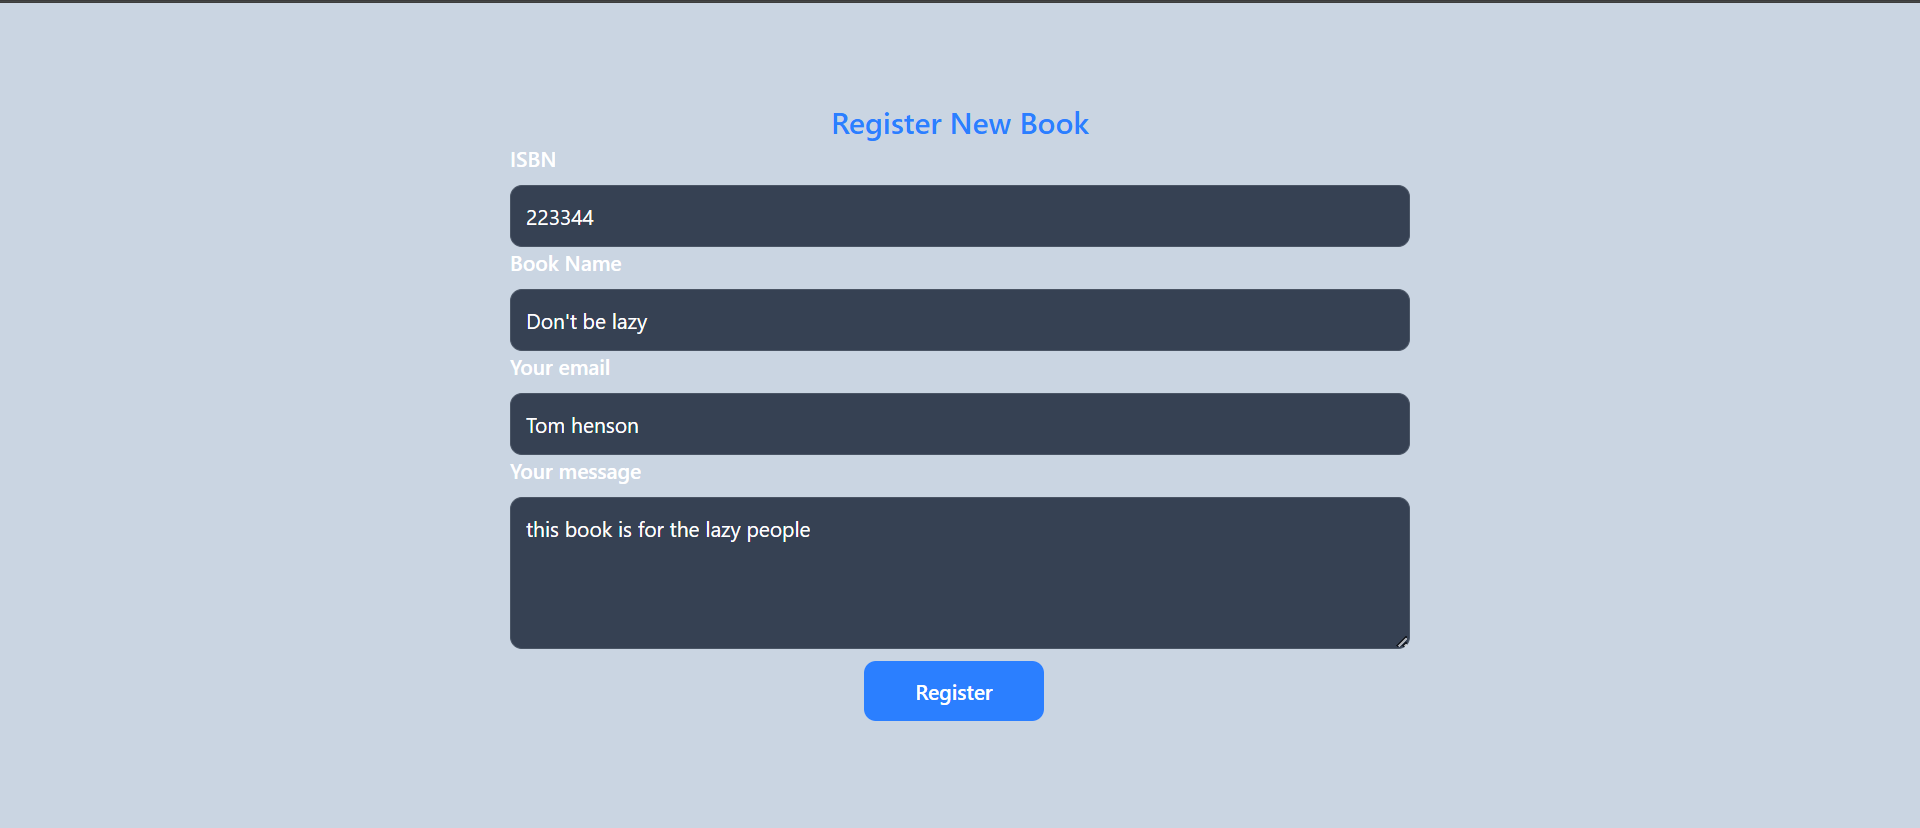 Register New Book
ISBN
223344
Book Name
Don't be lazy
Your email
Tom henson
Your message
this book is for the lazy people
Register